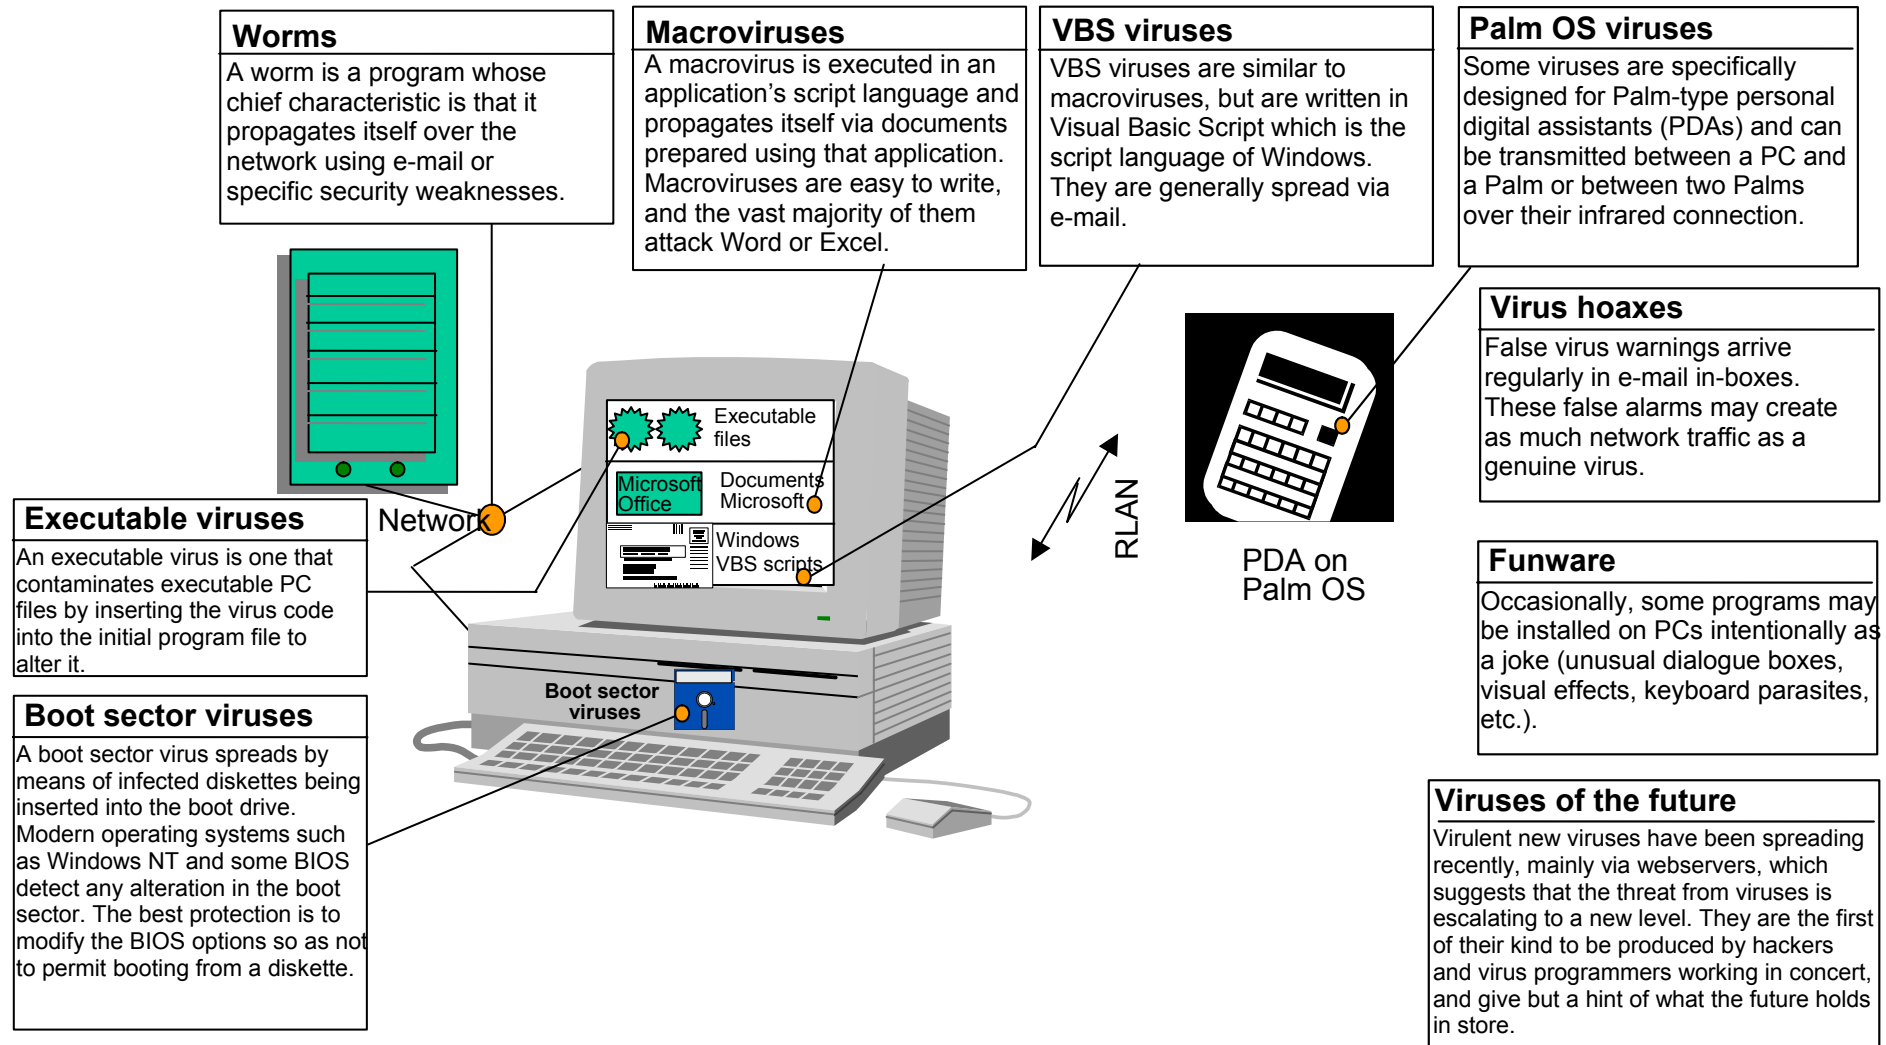 Worms
A worm is a program whose
chief characteristic is that it
propagates itself over the
network using e-mail or
specific security weaknesses.
Macroviruses
A macrovirus is executed in an
application's script language and
propagates itself via documents
prepared using that application.
Macroviruses are easy to write,
and the vast majority of them
attack Word or Excel.
VBS viruses
VBS viruses are similar to
macroviruses, but are written in
Visual Basic Script which is the
script language of Windows.
They are generally spread via
e-mail.
Palm OS viruses
Some viruses are specifically
designed for Palm-type personal
digital assistants (PDAs) and can
be transmitted between a PC and
a Palm or between two Palms
over their infrared connection.
Virus hoaxes
False virus warnings arrive
regularly in e-mail in-boxes.
These false alarms may create
as much network traffic as a
genuine virus.
Executable
files
Microsoft
Office
Documents
Microsoft
Windows
VBS scripts
Network
RLAN
PDA on
Palm OS
Executable viruses
An executable virus is one that
contaminates executable PC
files by inserting the virus code
into the initial program file to
alter it.
Funware
Occasionally, some programs may
be installed on PCs intentionally as
a joke (unusual dialogue boxes,
visual effects, keyboard parasites,
etc.).
Boot sector
viruses
Boot sector viruses
A boot sector virus spreads by
means of infected diskettes being
inserted into the boot drive.
Modern operating systems such
as Windows NT and some BIOS
detect any alteration in the boot
sector. The best protection is to
modify the BIOS options so as not
to permit booting from a diskette.
Viruses of the future
Virulent new viruses have been spreading
recently, mainly via webservers, which
suggests that the threat from viruses is
escalating to a new level. They are the first
of their kind to be produced by hackers
and virus programmers working in concert,
and give but a hint of what the future holds
in store.